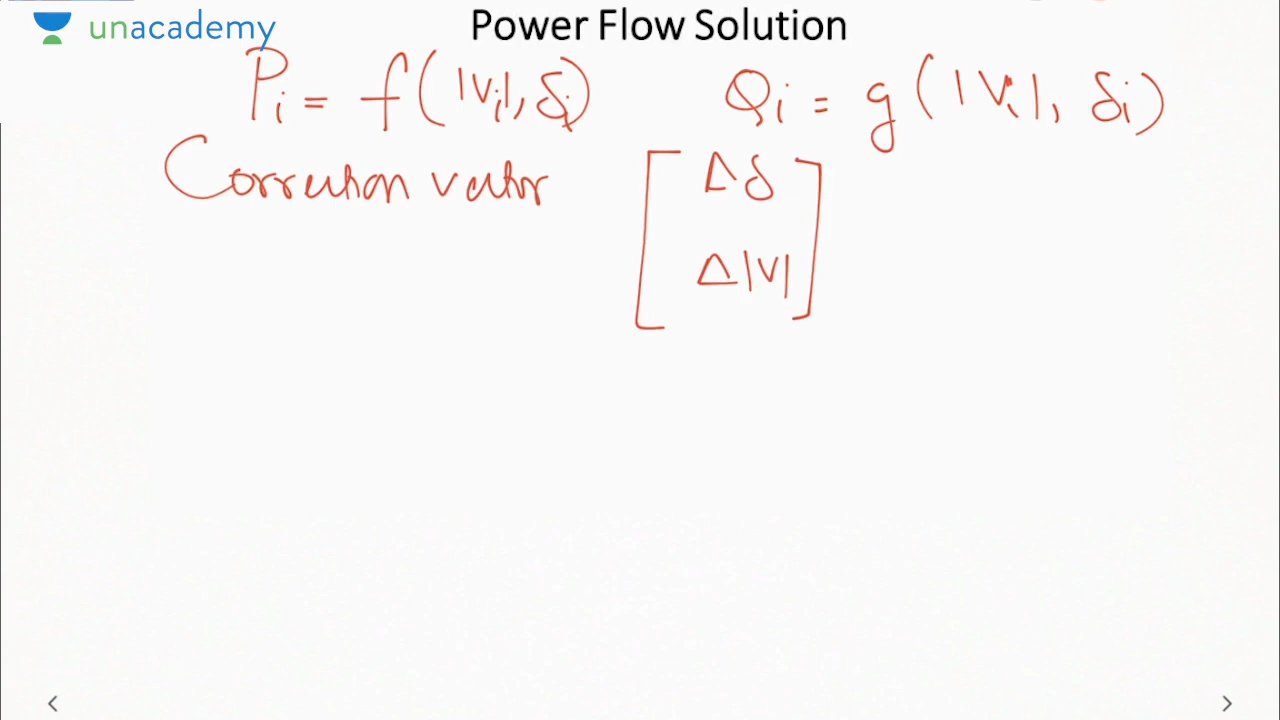 unacademy
Power Flow Solution
Pi = f(|Vi|, δi) Qi = g(|Vi|, δi)
Correction vector [Δδ
Δ|V|]